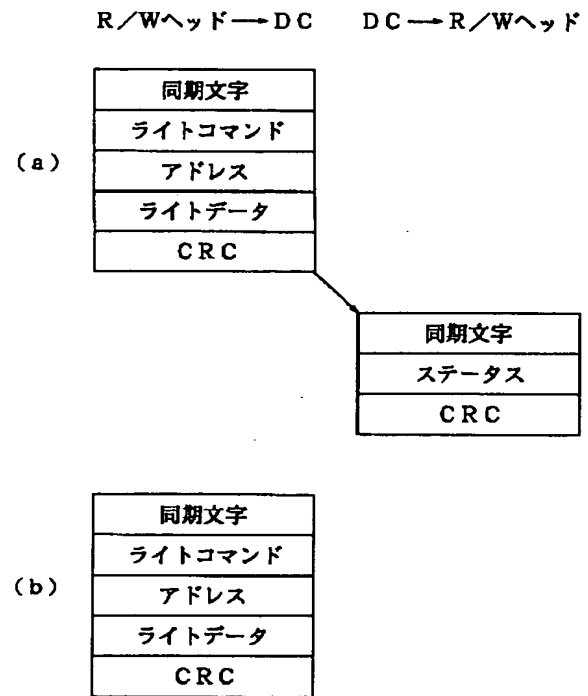 R/Wヘッド→DC DC→R/Wヘッド
(a)
同期文字
ライトコマンド
アドレス
ライトデータ
CRC
同期文字
ステータス
CRC
(b)
同期文字
ライトコマンド
アドレス
ライトデータ
CRC